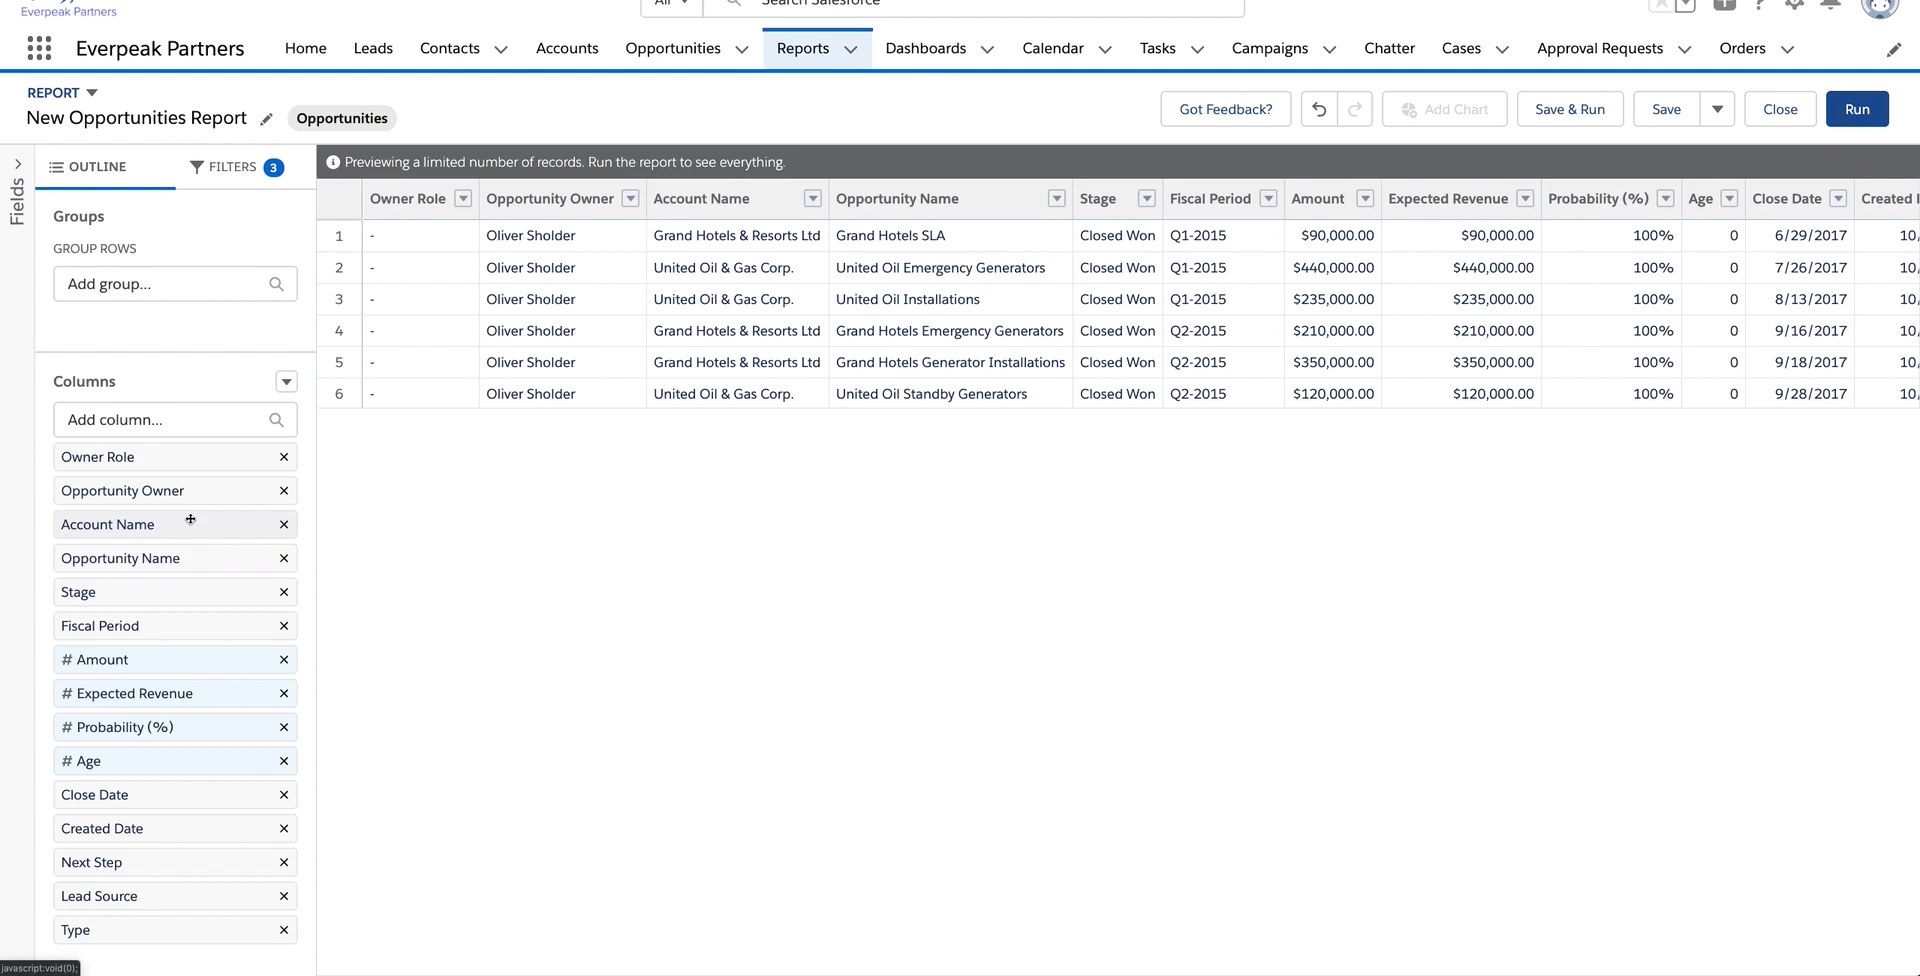 Everpeak Partners
All Search Salesforce
Everpeak Partners Home Leads Contacts Accounts Opportunities Reports Dashboards Calendar Tasks Campaigns Chatter Cases Approval Requests Orders
REPORT
New Opportunities Report Opportunities Got Feedback? Add Chart Save & Run Save Close Run
Fields
OUTLINE FILTERS 3
Groups
GROUP ROWS
Add group...
Columns
Add column...
Owner Role
Opportunity Owner
Account Name
Opportunity Name
Stage
Fiscal Period
# Amount
# Expected Revenue
# Probability (%)
# Age
Close Date
Created Date
Next Step
Lead Source
Type
Previewing a limited number of records. Run the report to see everything.
Owner Role Opportunity Owner Account Name Opportunity Name Stage Fiscal Period Amount Expected Revenue Probability (%) Age Close Date Created
1 - Oliver Sholder Grand Hotels & Resorts Ltd Grand Hotels SLA Closed Won Q1-2015 $90,000.00 $90,000.00 100% 0 6/29/2017 10/
2 - Oliver Sholder United Oil & Gas Corp. United Oil Emergency Generators Closed Won Q1-2015 $440,000.00 $440,000.00 100% 0 7/26/2017 10/
3 - Oliver Sholder United Oil & Gas Corp. United Oil Installations Closed Won Q1-2015 $235,000.00 $235,000.00 100% 0 8/13/2017 10/
4 - Oliver Sholder Grand Hotels & Resorts Ltd Grand Hotels Emergency Generators Closed Won Q2-2015 $210,000.00 $210,000.00 100% 0 9/16/2017 10/
5 - Oliver Sholder Grand Hotels & Resorts Ltd Grand Hotels Generator Installations Closed Won Q2-2015 $350,000.00 $350,000.00 100% 0 9/18/2017 10/
6 - Oliver Sholder United Oil & Gas Corp. United Oil Standby Generators Closed Won Q2-2015 $120,000.00 $120,000.00 100% 0 9/28/2017 10/
javascript:void(0);